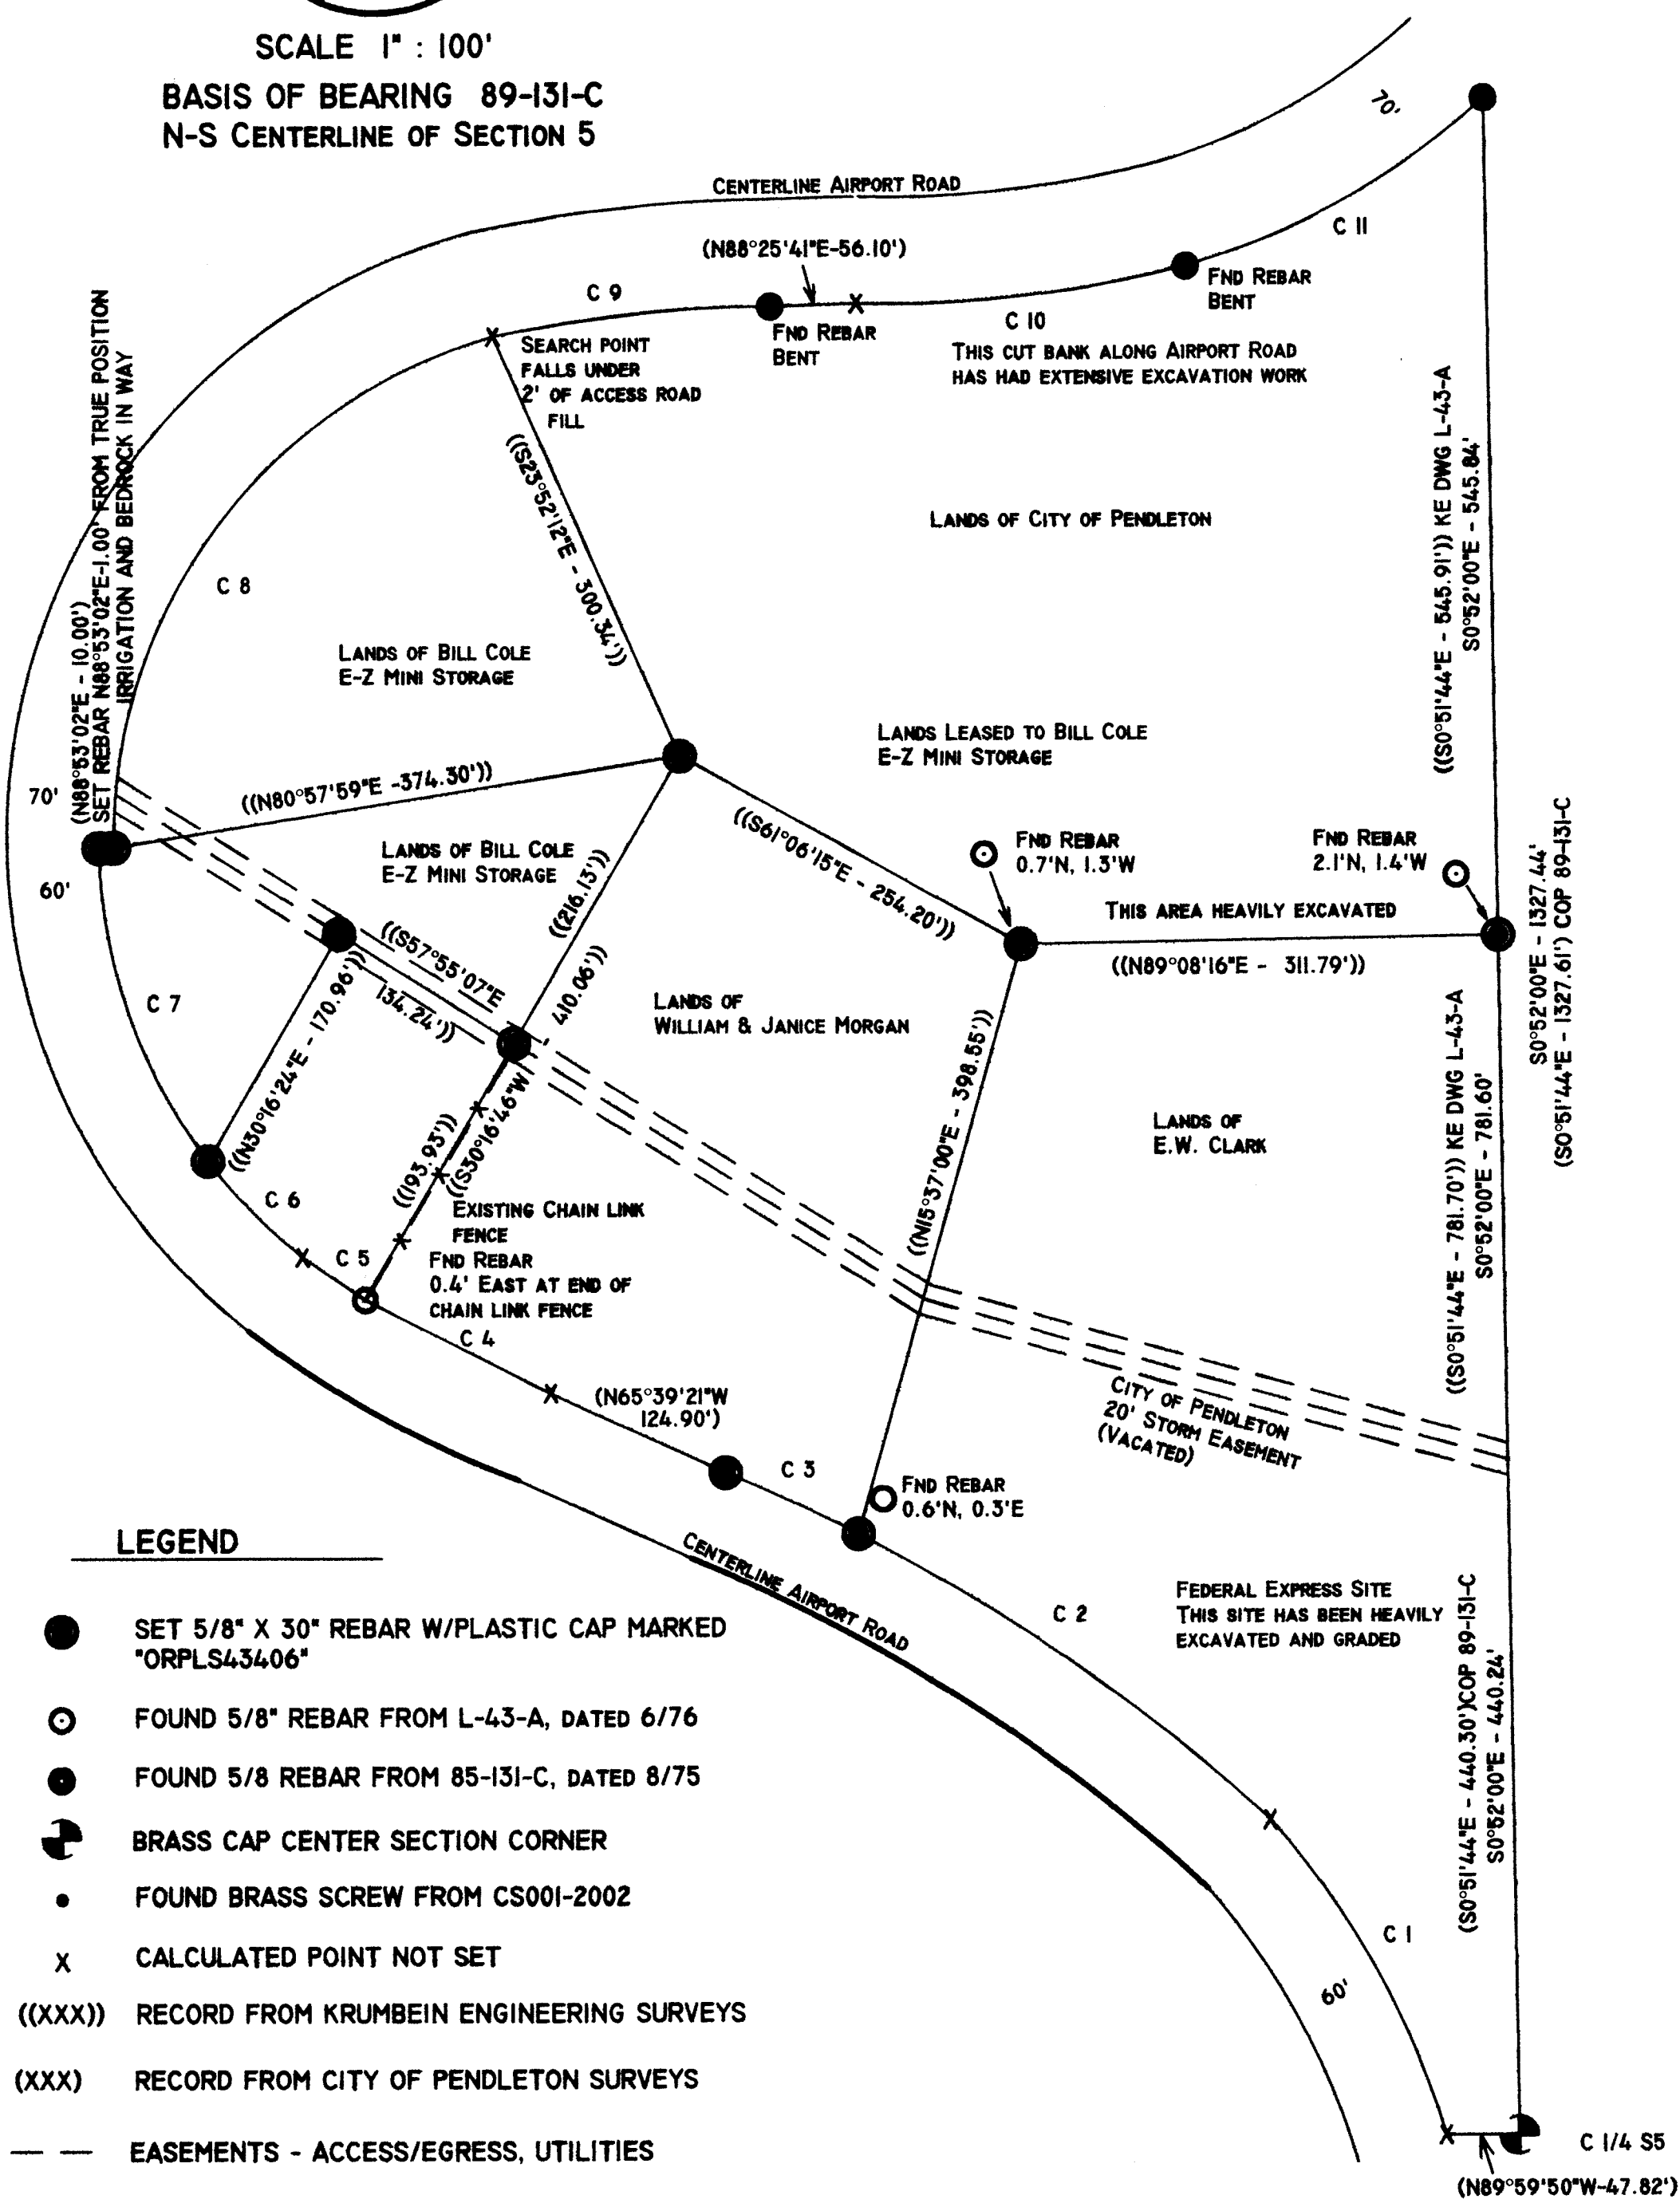 SCALE 1" : 100'
BASIS OF BEARING 89-131-C
N-S CENTERLINE OF SECTION 5
70'
CENTERLINE AIRPORT ROAD
C 11
(N88°25'41"E-56.10')
C 9
FND REBAR
BENT
FND REBAR
BENT
C 10
SEARCH POINT
FALLS UNDER
2' OF ACCESS ROAD
FILL
THIS CUT BANK ALONG AIRPORT ROAD
HAS HAD EXTENSIVE EXCAVATION WORK
((S0°51'44"E - 545.91')) KE DWG L-43-A
S0°52'00"E - 545.84'
(N88°53'02"E - 10.00')
SET REBAR N88°53'02"E-1.00' FROM TRUE POSITION
IRRIGATION AND BEDROCK IN WAY
((S23°52'12"E - 300.34'))
LANDS OF CITY OF PENDLETON
C 8
LANDS OF BILL COLE
E-Z MINI STORAGE
LANDS LEASED TO BILL COLE
E-Z MINI STORAGE
70'
((N80°57'59"E -374.30'))
((S61°06'15"E - 254.20'))
FND REBAR
0.7'N, 1.3'W
FND REBAR
2.1'N, 1.4'W
LANDS OF BILL COLE
E-Z MINI STORAGE
60'
((216.13'))
THIS AREA HEAVILY EXCAVATED
((N89°08'16"E - 311.79'))
S0°52'00"E - 1327.44'
(S0°51'44"E - 1327.61') COP 89-131-C
((S57°55'07"E
134.24'))
410.06'))
C 7
((N30°16'24"E - 170.96'))
LANDS OF
WILLIAM & JANICE MORGAN
((N15°37'00"E - 398.55'))
((193.93'))
((S30°16'46"W
LANDS OF
E.W. CLARK
((S0°51'44"E - 781.70')) KE DWG L-43-A
S0°52'00"E - 781.60'
C 6
EXISTING CHAIN LINK
FENCE
C 5
FND REBAR
0.4' EAST AT END OF
CHAIN LINK FENCE
C 4
(N65°39'21"W
124.90')
CITY OF PENDLETON
20' STORM EASEMENT
(VACATED)
C 3
FND REBAR
0.6'N, 0.3'E
CENTERLINE AIRPORT ROAD
C 2
FEDERAL EXPRESS SITE
THIS SITE HAS BEEN HEAVILY
EXCAVATED AND GRADED
(S0°51'44"E - 440.30')COP 89-131-C
S0°52'00"E - 440.24'
C 1
60'
C 1/4 S5
(N89°59'50"W-47.82')
LEGEND
SET 5/8" X 30" REBAR W/PLASTIC CAP MARKED
"ORPLS43406"
FOUND 5/8" REBAR FROM L-43-A, DATED 6/76
FOUND 5/8 REBAR FROM 85-131-C, DATED 8/75
BRASS CAP CENTER SECTION CORNER
FOUND BRASS SCREW FROM CS001-2002
X CALCULATED POINT NOT SET
((XXX)) RECORD FROM KRUMBEIN ENGINEERING SURVEYS
(XXX) RECORD FROM CITY OF PENDLETON SURVEYS
EASEMENTS - ACCESS/EGRESS, UTILITIES